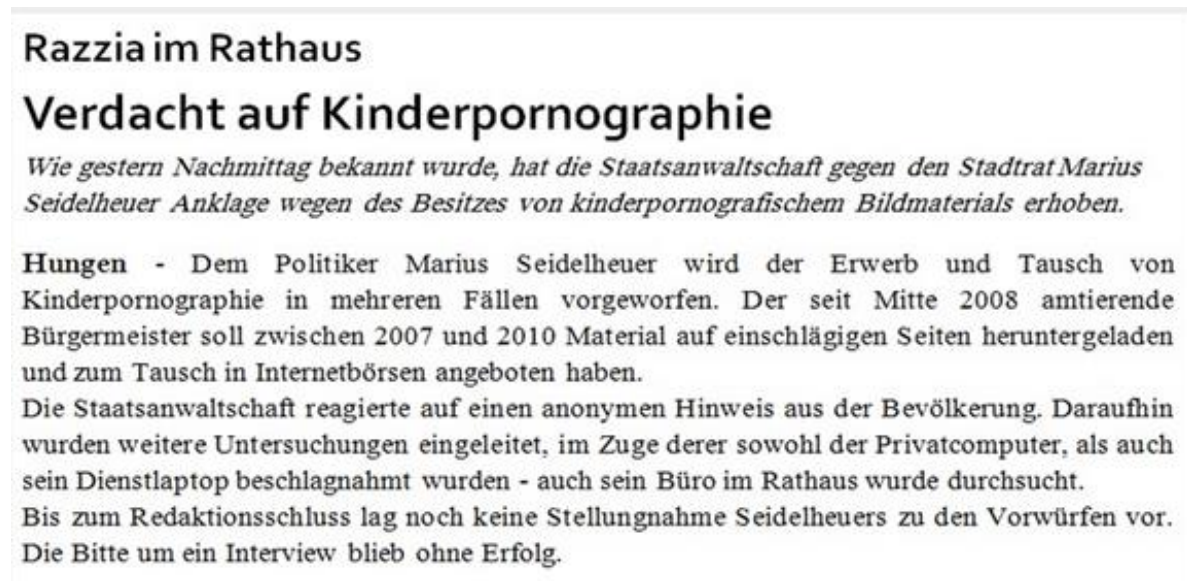 Razzia im Rathaus
Verdacht auf Kinderpornographie
Wie gestern Nachmittag bekannt wurde, hat die Staatsanwaltschaft gegen den Stadtrat Marius
Seidelheuer Anklage wegen des Besitzes von kinderpornografischem Bildmaterials erhoben.
Hungen - Dem Politiker Marius Seidelheuer wird der Erwerb und Tausch von
Kinderpornographie in mehreren Fällen vorgeworfen. Der seit Mitte 2008 amtierende
Bürgermeister soll zwischen 2007 und 2010 Material auf einschlägigen Seiten heruntergeladen
und zum Tausch in Internetbörsen angeboten haben.
Die Staatsanwaltschaft reagierte auf einen anonymen Hinweis aus der Bevölkerung. Daraufhin
wurden weitere Untersuchungen eingeleitet, im Zuge derer sowohl der Privatcomputer, als auch
sein Dienstlaptop beschlagnahmt wurden - auch sein Büro im Rathaus wurde durchsucht.
Bis zum Redaktionsschluss lag noch keine Stellungnahme Seidelheuers zu den Vorwürfen vor.
Die Bitte um ein Interview blieb ohne Erfolg.